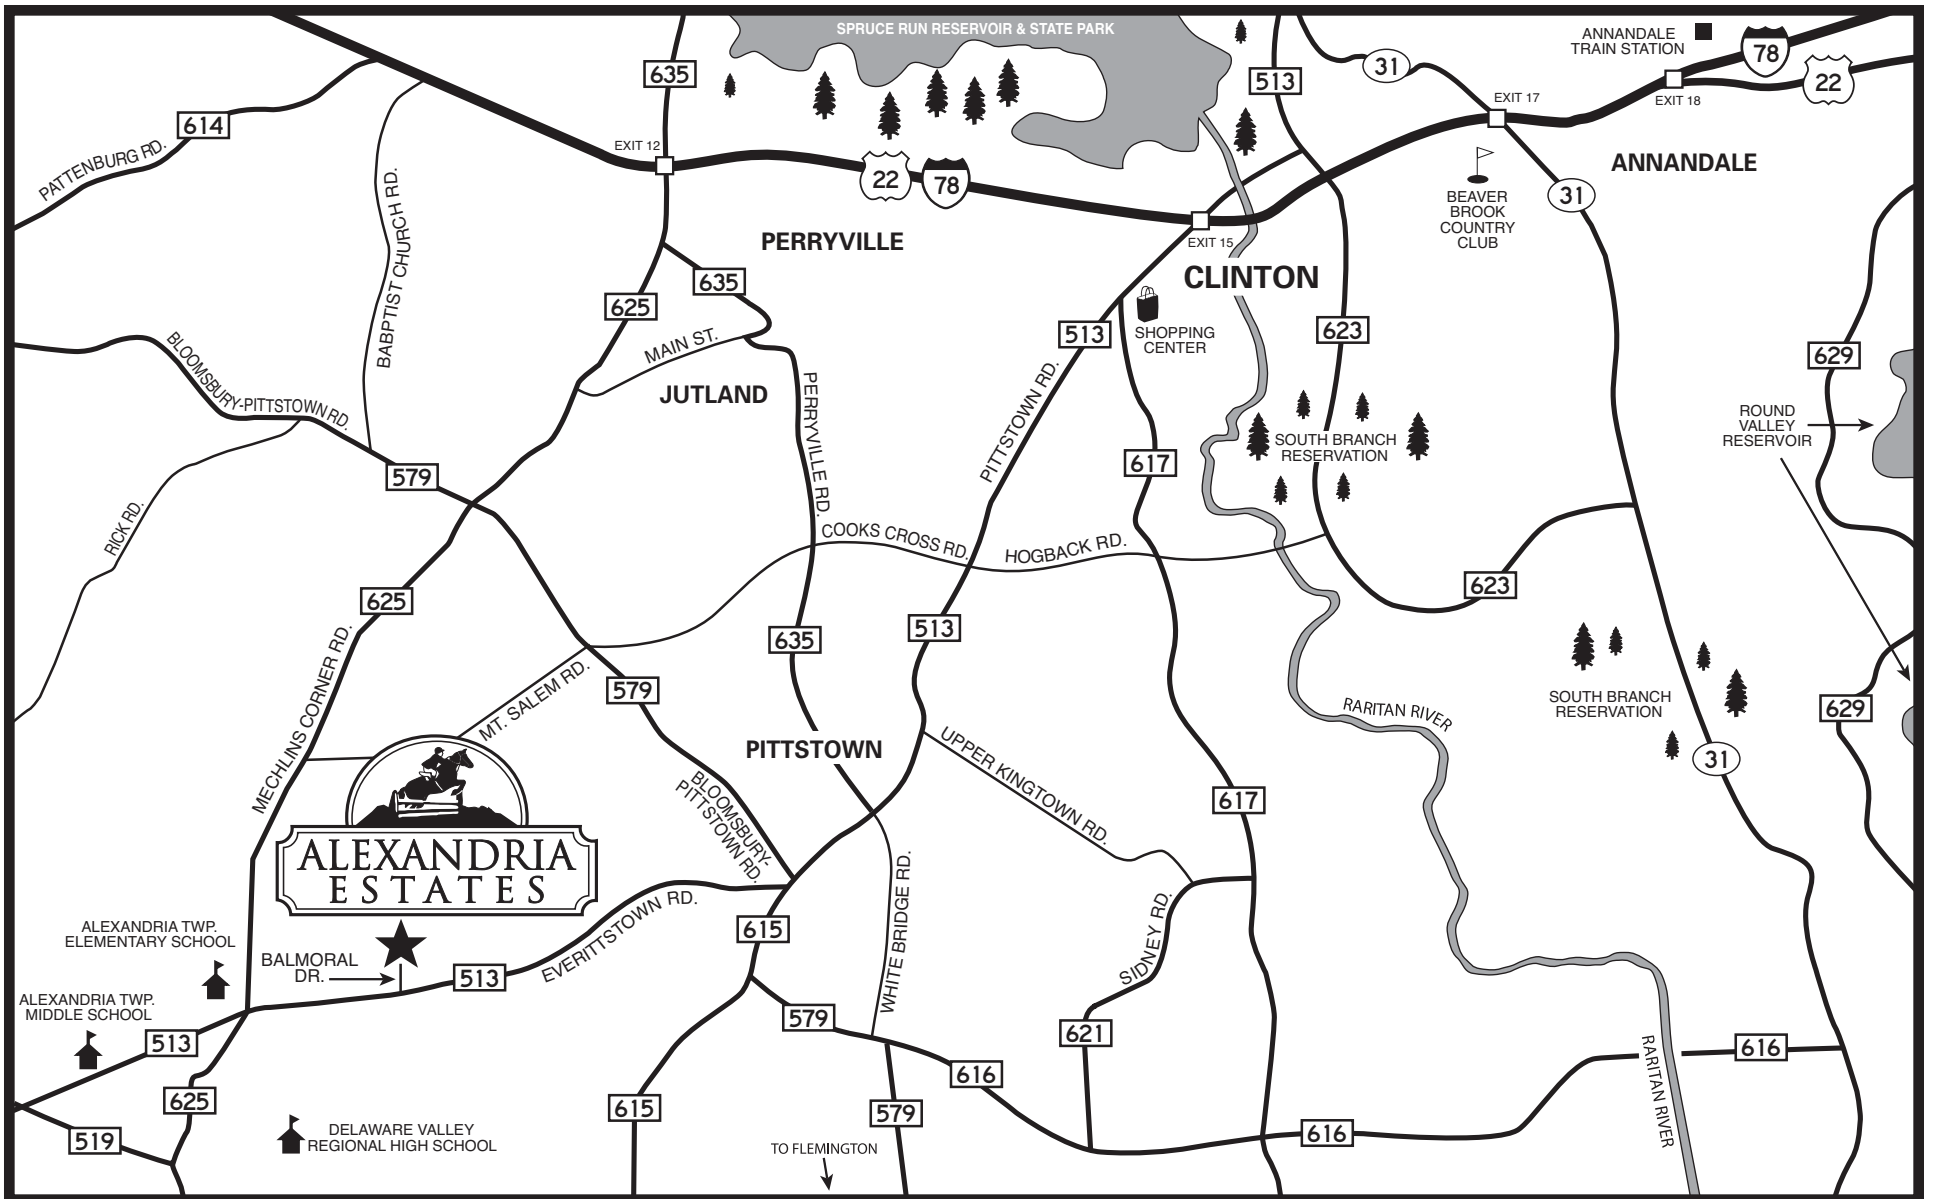 SPRUCE RUN RESERVOIR & STATE PARK
ANNANDALE
TRAIN STATION
78
22
31
513
635
EXIT 17
EXIT 18
614
PATTENBURG RD.
EXIT 12
22
78
ANNANDALE
31
BEAVER
BROOK
COUNTRY
CLUB
BABPTIST CHURCH RD.
PERRYVILLE
EXIT 15
CLINTON
635
625
513
SHOPPING
CENTER
623
629
MAIN ST.
JUTLAND
BLOOMSBURY-PITTSTOWN RD.
PERRYVILLE RD.
PITTSTOWN RD.
617
SOUTH BRANCH
RESERVATION
ROUND
VALLEY
RESERVOIR
579
RICK RD.
COOKS CROSS RD.
HOGBACK RD.
625
623
635
513
MECHLINS CORNER RD.
MT. SALEM RD.
579
SOUTH BRANCH
RESERVATION
629
RARITAN RIVER
PITTSTOWN
UPPER KINGTOWN RD.
31
617
BLOOMSBURY-
PITTSTOWN RD.
ALEXANDRIA
ESTATES
WHITE BRIDGE RD.
EVERITTSTOWN RD.
615
SIDNEY RD.
ALEXANDRIA TWP.
ELEMENTARY SCHOOL
BALMORAL
DR.
513
ALEXANDRIA TWP.
MIDDLE SCHOOL
513
579
621
616
616
RARITAN RIVER
625
615
579
616
519
DELAWARE VALLEY
REGIONAL HIGH SCHOOL
TO FLEMINGTON